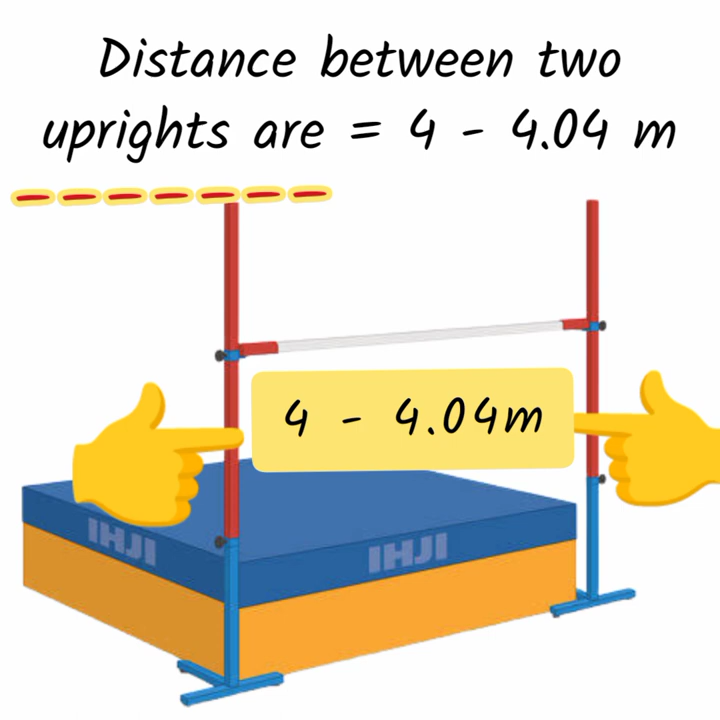 Distance between two
uprights are = 4 - 4.04 m
4 - 4.04m
IHJI
IHJI